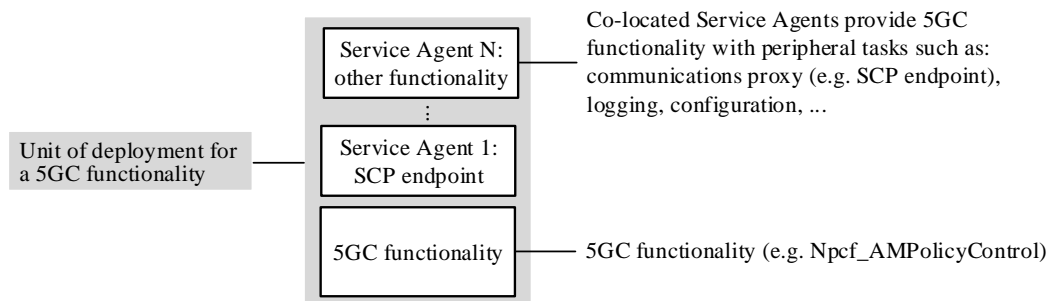 Service Agent N:
other functionality
Co-located Service Agents provide 5GC
functionality with peripheral tasks such as:
communications proxy (e.g. SCP endpoint),
logging, configuration, ...
Unit of deployment for
a 5GC functionality
Service Agent 1:
SCP endpoint
5GC functionality
5GC functionality (e.g. Npcf_AMPolicyControl)